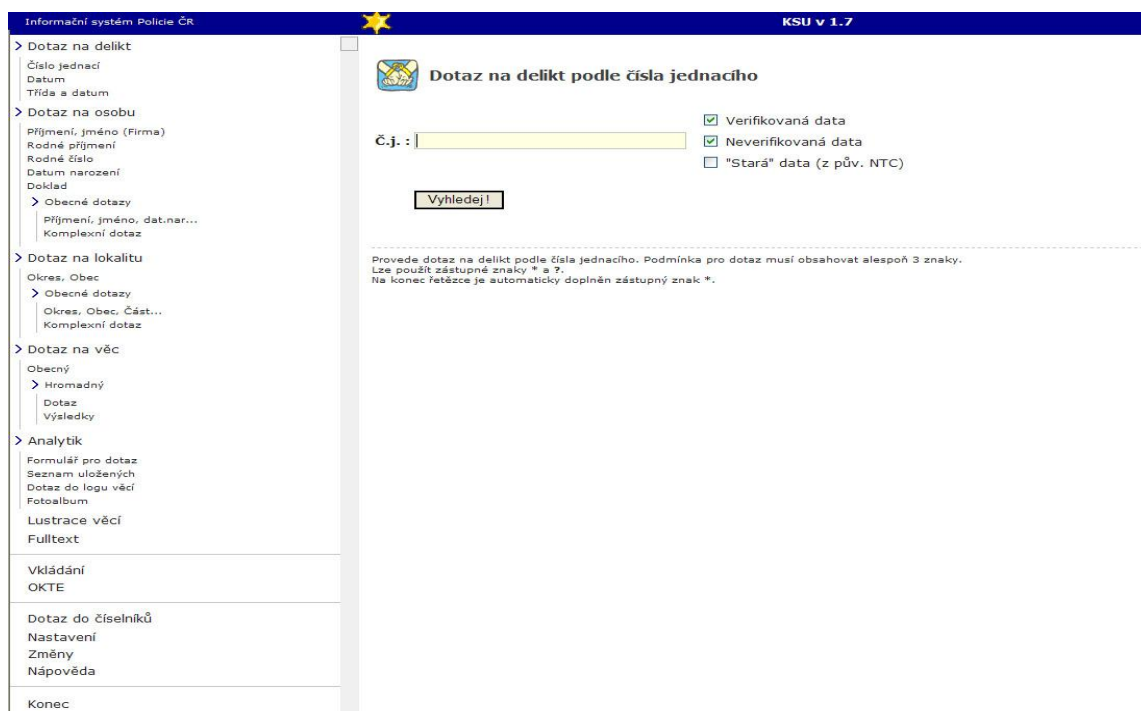 Informační systém Policie ČR
KSU v 1.7
Dotaz na delikt
Číslo jednací
Datum
Třída a datum
Dotaz na osobu
Příjmení, jméno (Firma)
Rodné příjmení
Rodné číslo
Datum narození
Doklad
Obecné dotazy
Příjmení, jméno, dat.nar...
Komplexní dotaz
Dotaz na lokalitu
Okres, Obec
Obecné dotazy
Okres, Obec, Část...
Komplexní dotaz
Dotaz na věc
Obecný
Hromadný
Dotaz
Výsledky
Analytik
Formulář pro dotaz
Seznam uložených
Dotaz do logu věcí
Fotoalbum
Lustrace věcí
Fulltext
Vkládání
OKTE
Dotaz do číselníků
Nastavení
Změny
Nápověda
Konec
Dotaz na delikt podle čísla jednacího
Č.j. :
Verifikovaná data
Neverifikovaná data
"Stará" data (z pův. NTC)
Vyhledej!
Provede dotaz na delikt podle čísla jednacího. Podmínka pro dotaz musí obsahovat alespoň 3 znaky.
Lze použít zástupné znaky * a ?.
Na konec řetězce je automaticky doplněn zástupný znak *.